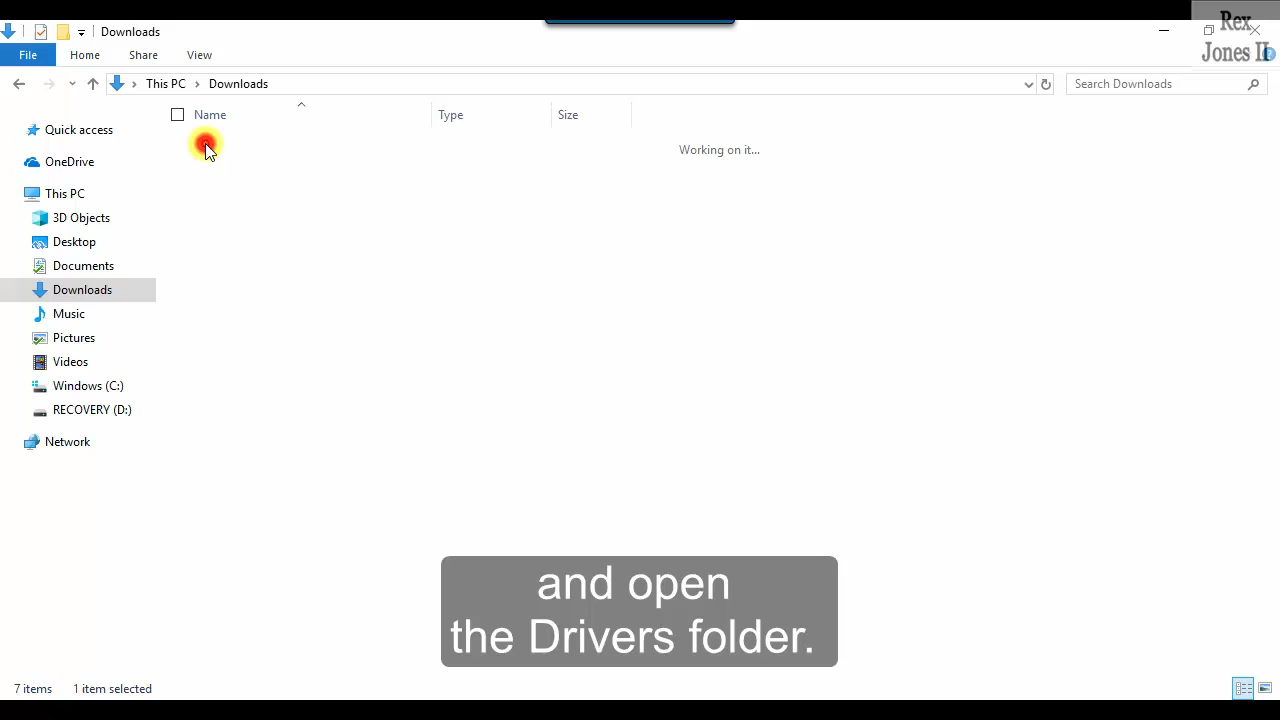 Downloads
Rex
Jones II
File Home Share View
This PC Downloads
Search Downloads
Name Type Size
Quick access
Working on it...
OneDrive
This PC
3D Objects
Desktop
Documents
Downloads
Music
Pictures
Videos
Windows (C:)
RECOVERY (D:)
Network
and open
the Drivers folder.
7 items 1 item selected